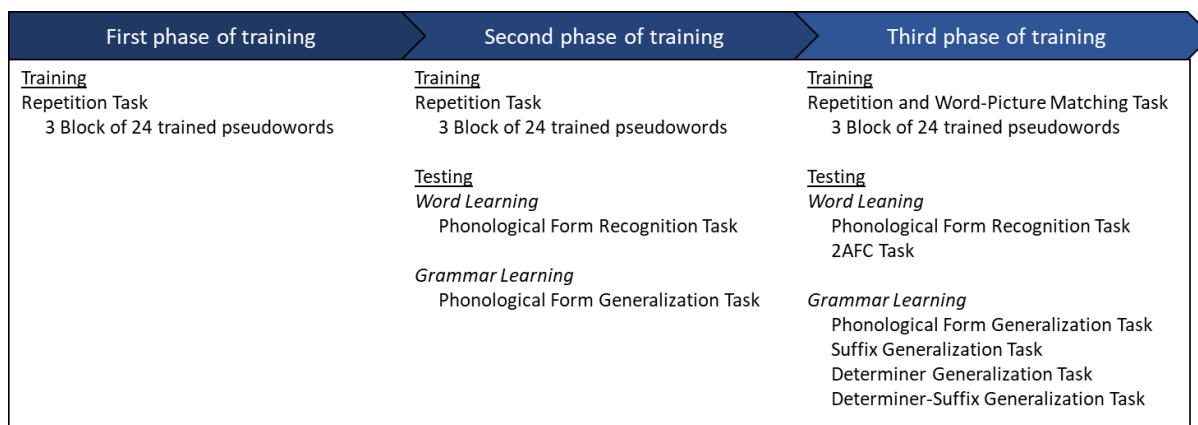 First phase of training
Second phase of training
Third phase of training
Training
Repetition Task
3 Block of 24 trained pseudowords
Training
Repetition Task
3 Block of 24 trained pseudowords
Testing
Word Learning
Phonological Form Recognition Task
Grammar Learning
Phonological Form Generalization Task
Training
Repetition and Word-Picture Matching Task
3 Block of 24 trained pseudowords
Testing
Word Leaning
Phonological Form Recognition Task
2AFC Task
Grammar Learning
Phonological Form Generalization Task
Suffix Generalization Task
Determiner Generalization Task
Determiner-Suffix Generalization Task